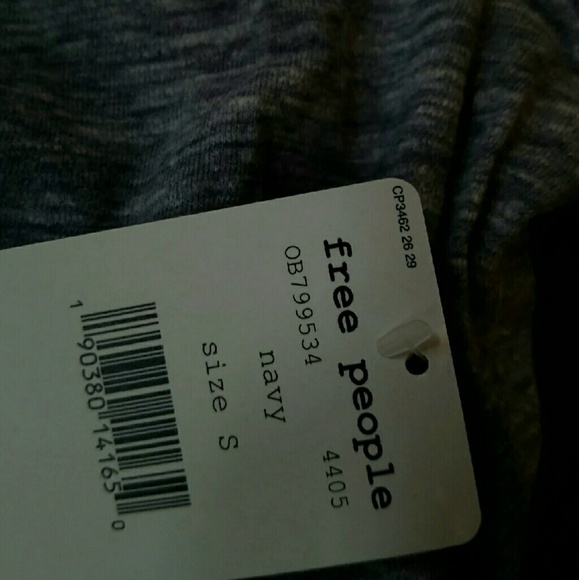 CP3462 26 29
free people
OB799534 4405
navy
size S
1 90380 14165 0